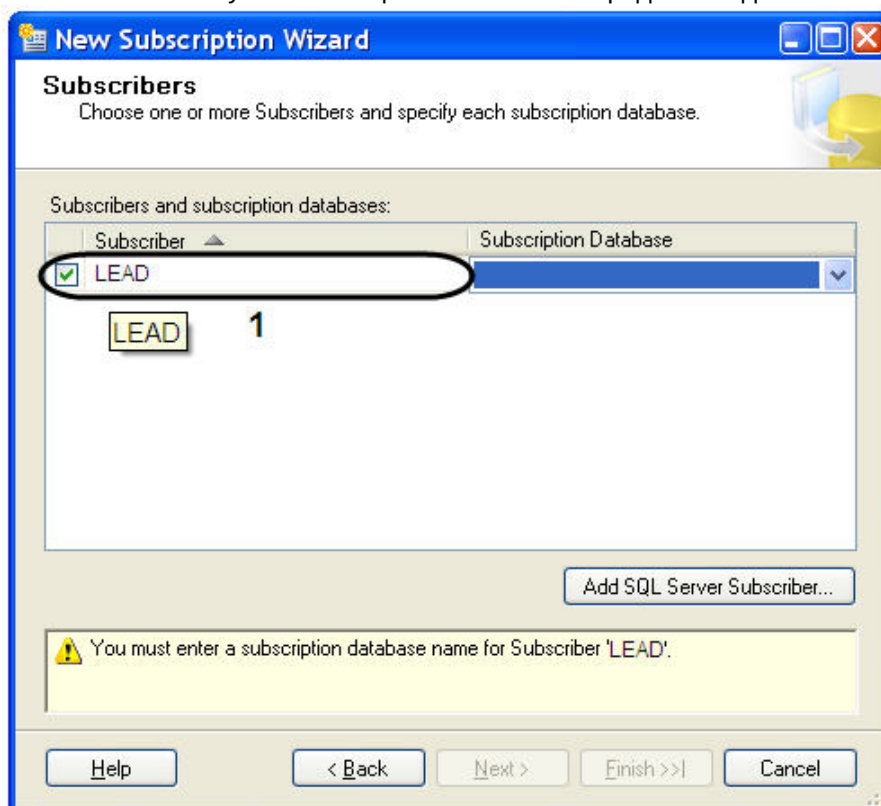 New Subscription Wizard
Subscribers
Choose one or more Subscribers and specify each subscription database.
Subscribers and subscription databases:
Subscriber Subscription Database
LEAD
LEAD 1
Add SQL Server Subscriber...
You must enter a subscription database name for Subscriber 'LEAD'.
Help < Back Next > Finish >>| Cancel